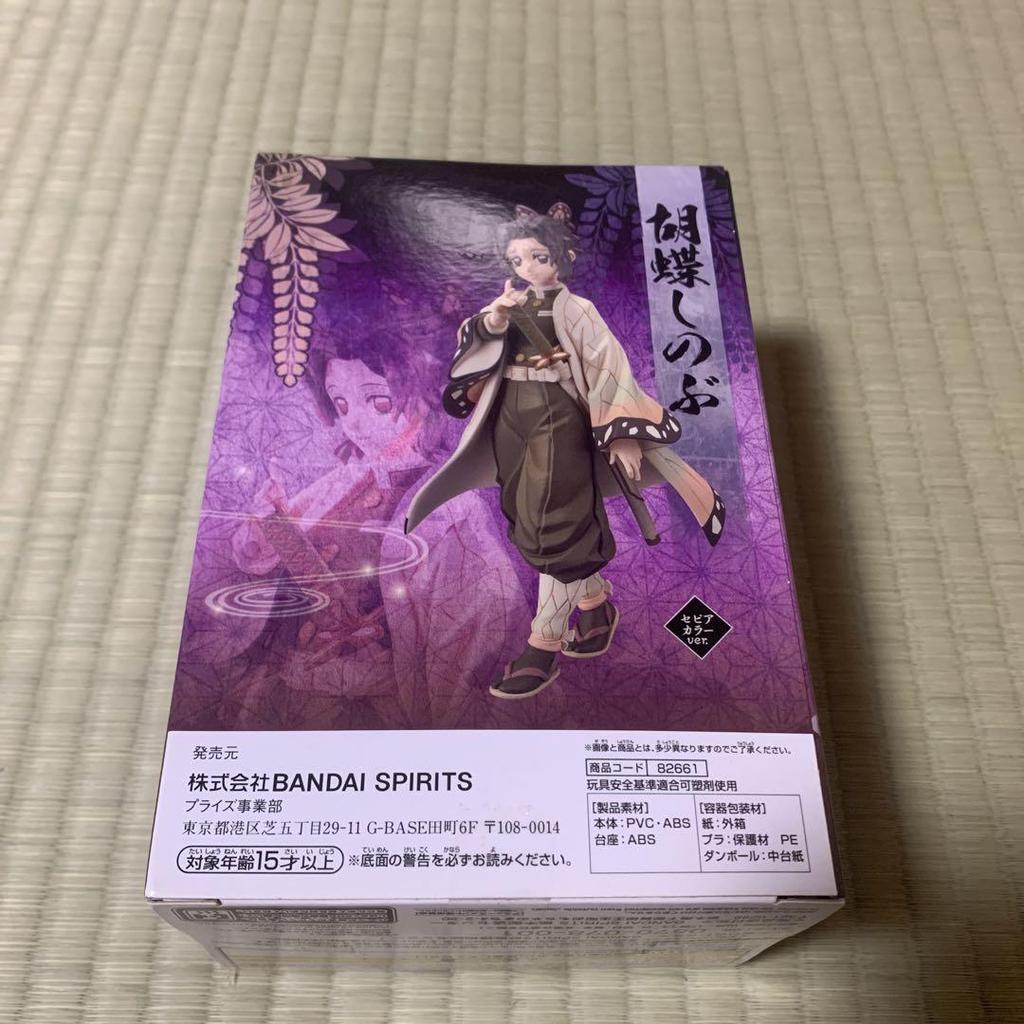 胡蝶しのぶ
セピア
カラー
ver.
発売元
株式会社BANDAI SPIRITS
プライズ事業部
東京都港区芝五丁目29-11 G-BASE田町6F 〒108-0014
対象年齢15才以上
※底面の警告を必ずお読みください。
※画像と商品とは、多少異なりますのでご了承ください。
商品コード 82661
玩具安全基準適合可塑剤使用
[製品素材]
本体:PVC・ABS
台座:ABS
[容器包装材]
紙:外箱
プラ:保護材 PE
ダンボール:中台紙